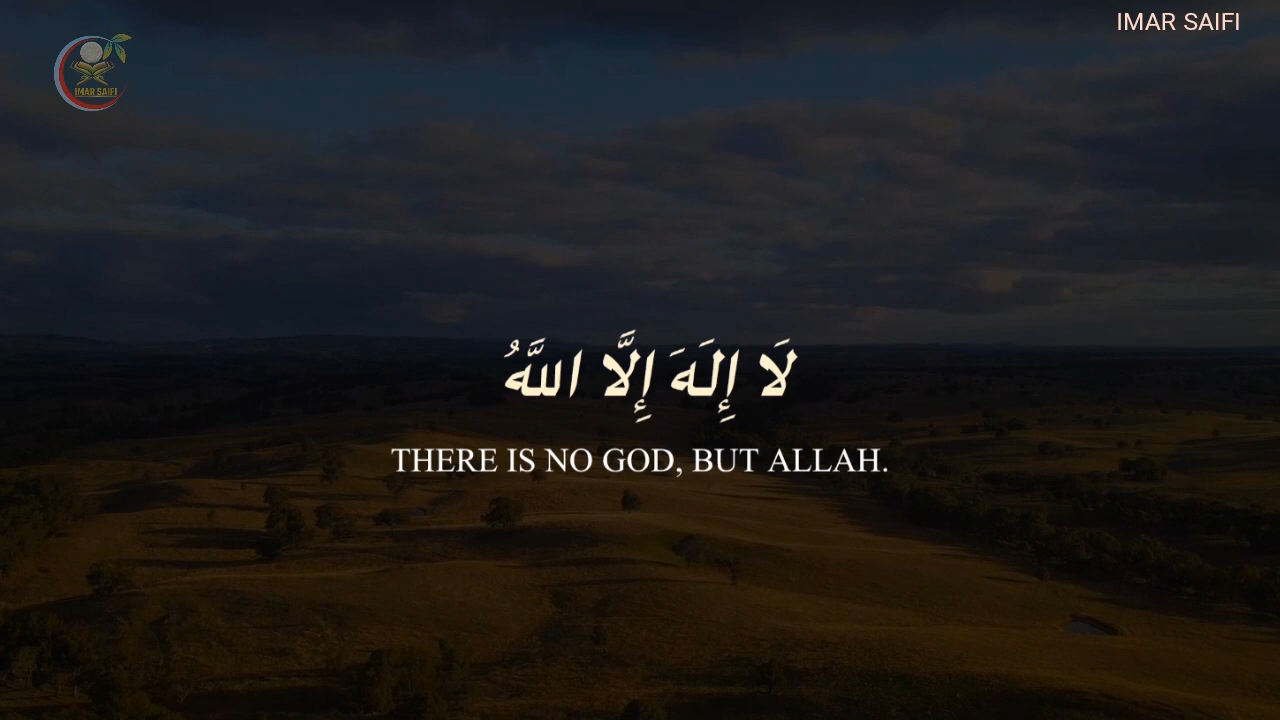 IMAR SAIFI
IMAR SAIFI
لَا إِلَهَ إِلَّا اللَّهُ
THERE IS NO GOD, BUT ALLAH.